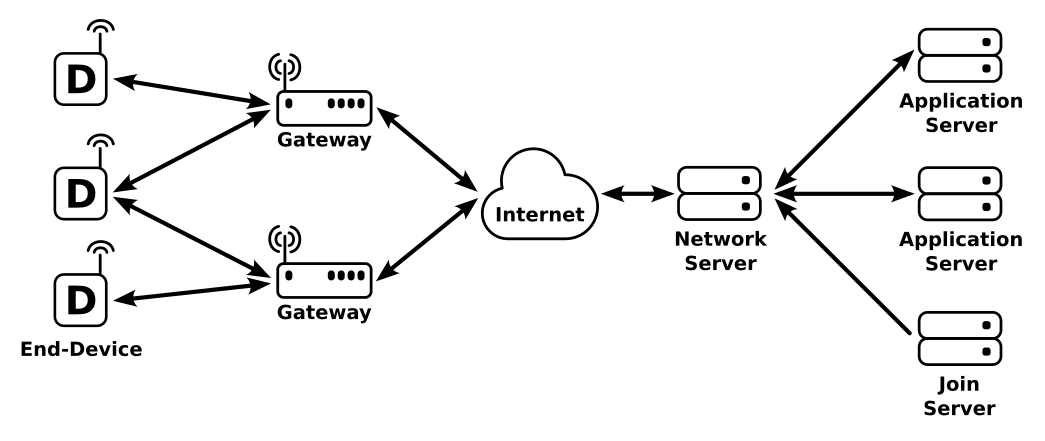 D
D
D
End-Device
Gateway
Gateway
Internet
Network
Server
Application
Server
Application
Server
Join
Server